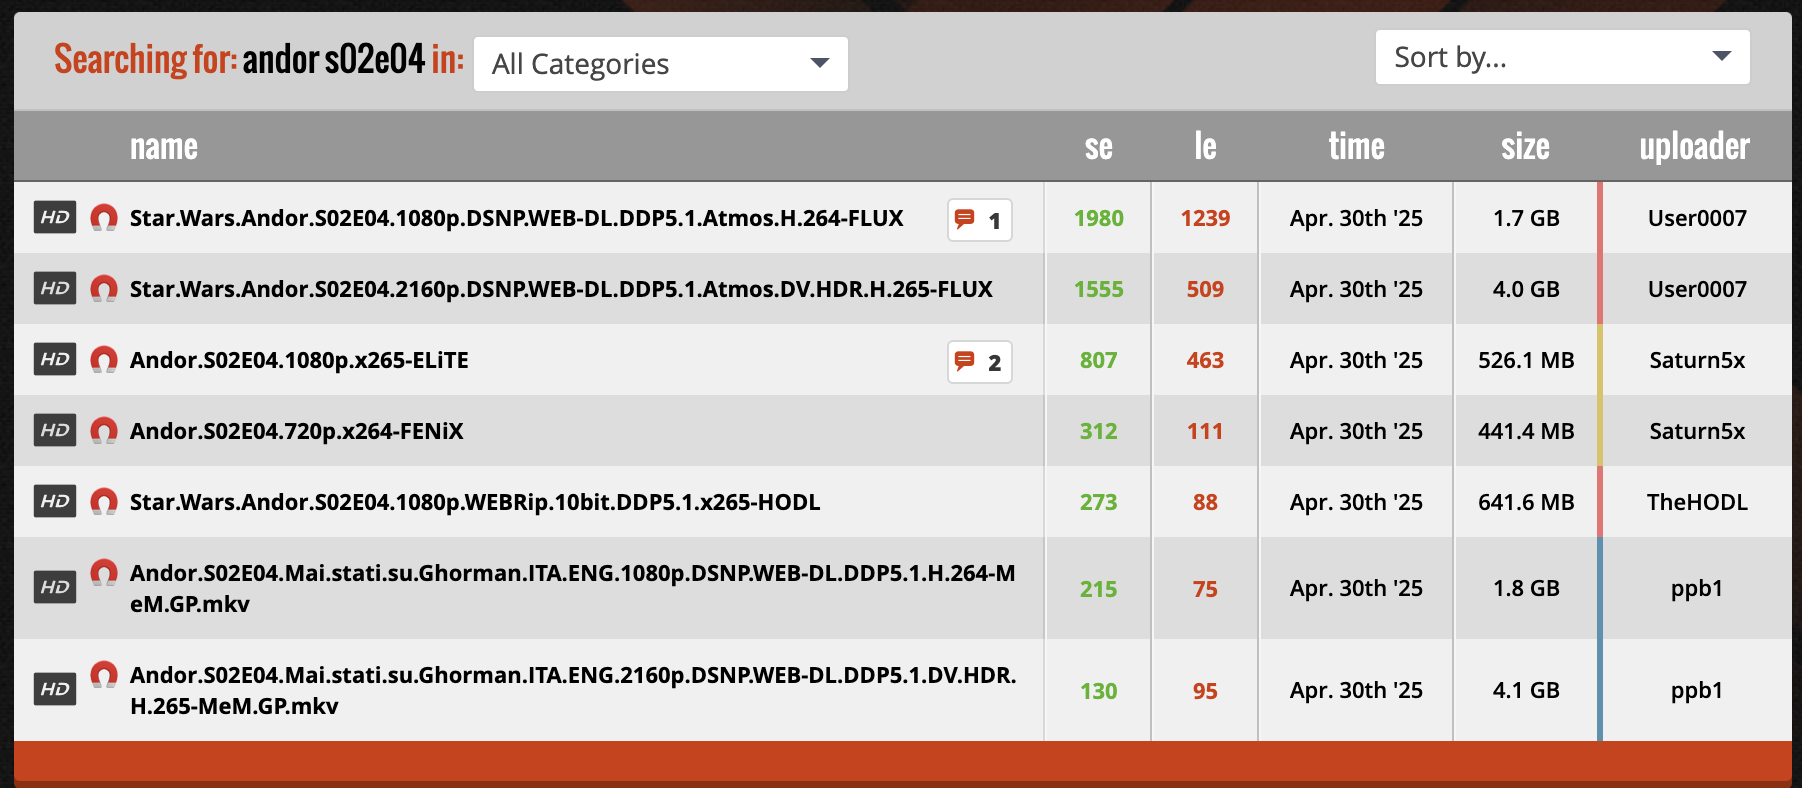 Searching for: andor s02e04 in: All Categories Sort by...
name se le time size uploader
HD Star.Wars.Andor.S02E04.1080p.DSNP.WEB-DL.DDP5.1.Atmos.H.264-FLUX 1 1980 1239 Apr. 30th '25 1.7 GB User0007
HD Star.Wars.Andor.S02E04.2160p.DSNP.WEB-DL.DDP5.1.Atmos.DV.HDR.H.265-FLUX 1555 509 Apr. 30th '25 4.0 GB User0007
HD Andor.S02E04.1080p.x265-ELiTE 2 807 463 Apr. 30th '25 526.1 MB Saturn5x
HD Andor.S02E04.720p.x264-FENiX 312 111 Apr. 30th '25 441.4 MB Saturn5x
HD Star.Wars.Andor.S02E04.1080p.WEBRip.10bit.DDP5.1.x265-HODL 273 88 Apr. 30th '25 641.6 MB TheHODL
HD Andor.S02E04.Mai.stati.su.Ghorman.ITA.ENG.1080p.DSNP.WEB-DL.DDP5.1.H.264-M
eM.GP.mkv 215 75 Apr. 30th '25 1.8 GB ppb1
HD Andor.S02E04.Mai.stati.su.Ghorman.ITA.ENG.2160p.DSNP.WEB-DL.DDP5.1.DV.HDR.
H.265-MeM.GP.mkv 130 95 Apr. 30th '25 4.1 GB ppb1